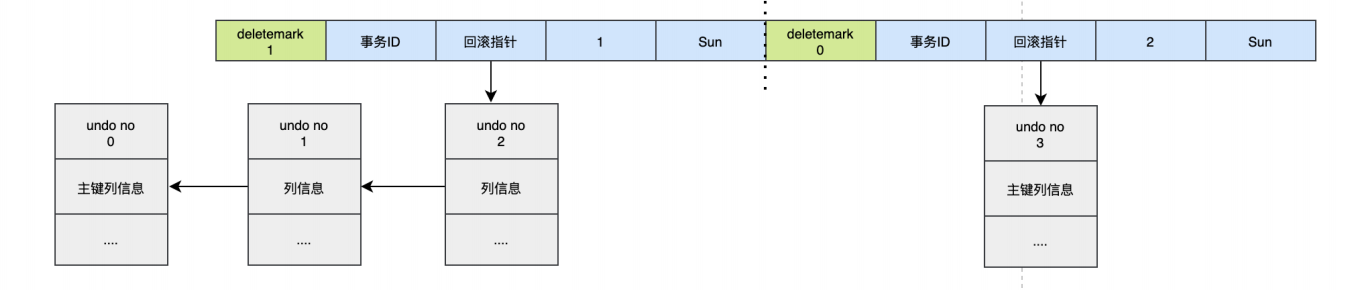 deletemark
1
事务ID
回滚指针
1
Sun
deletemark
0
事务ID
回滚指针
2
Sun
undo no
0
主键列信息
....
undo no
1
列信息
....
undo no
2
列信息
....
undo no
3
主键列信息
....